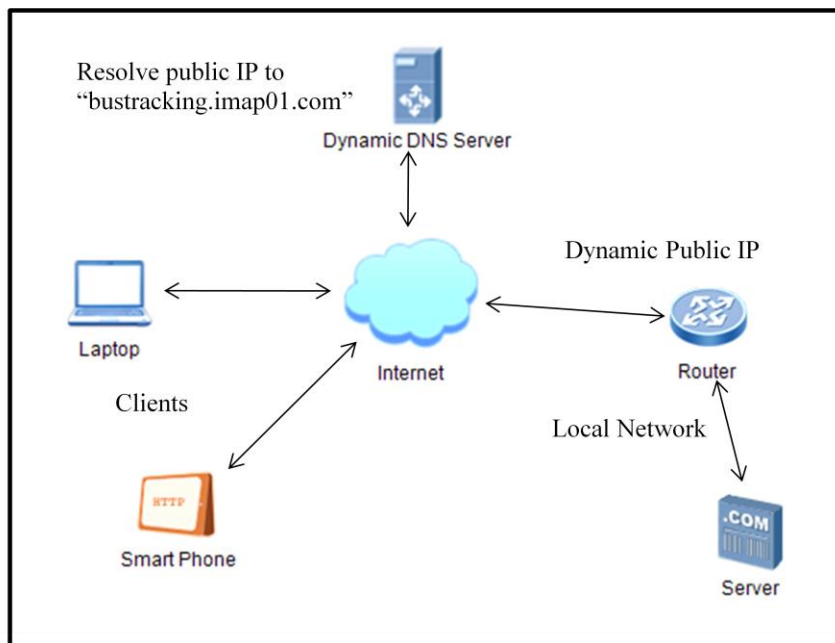 Resolve public IP to
“bustracking.imap01.com”
Dynamic DNS Server
Dynamic Public IP
Laptop
Internet
Router
Clients
Local Network
HTTP
.COM
Smart Phone
Server